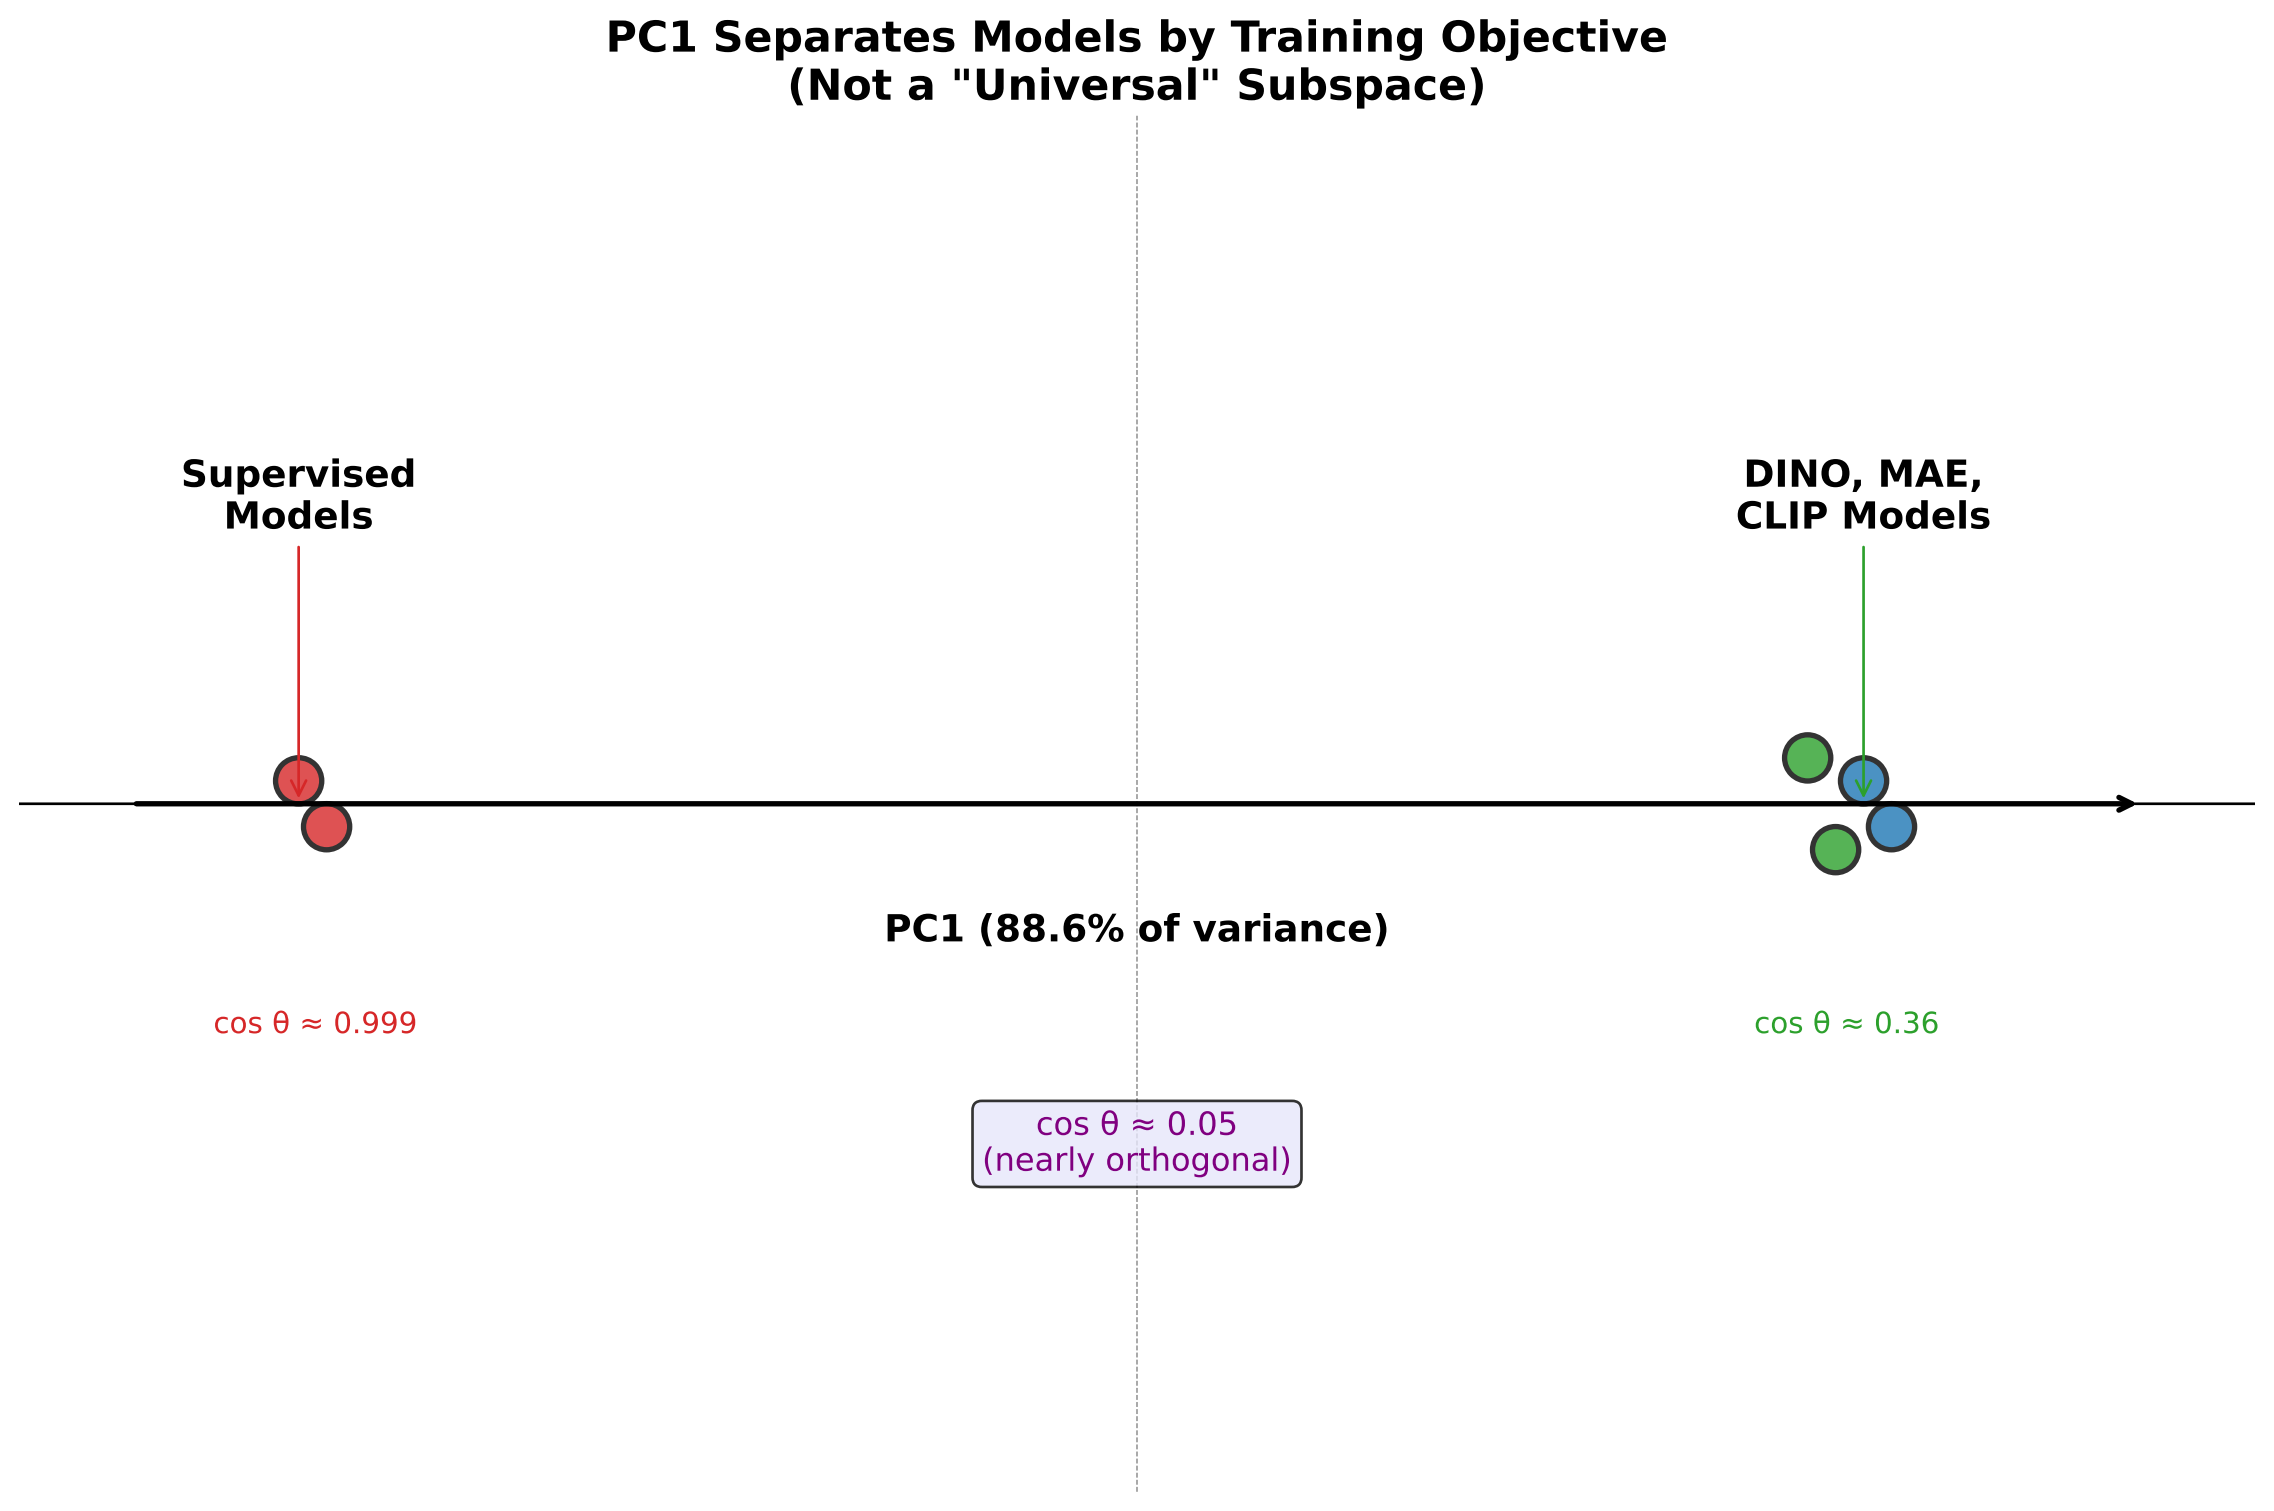 PC1 Separates Models by Training Objective
(Not a "Universal" Subspace)
Supervised
Models
DINO, MAE,
CLIP Models
PC1 (88.6% of variance)
cos θ ≈ 0.999
cos θ ≈ 0.36
cos θ ≈ 0.05
(nearly orthogonal)